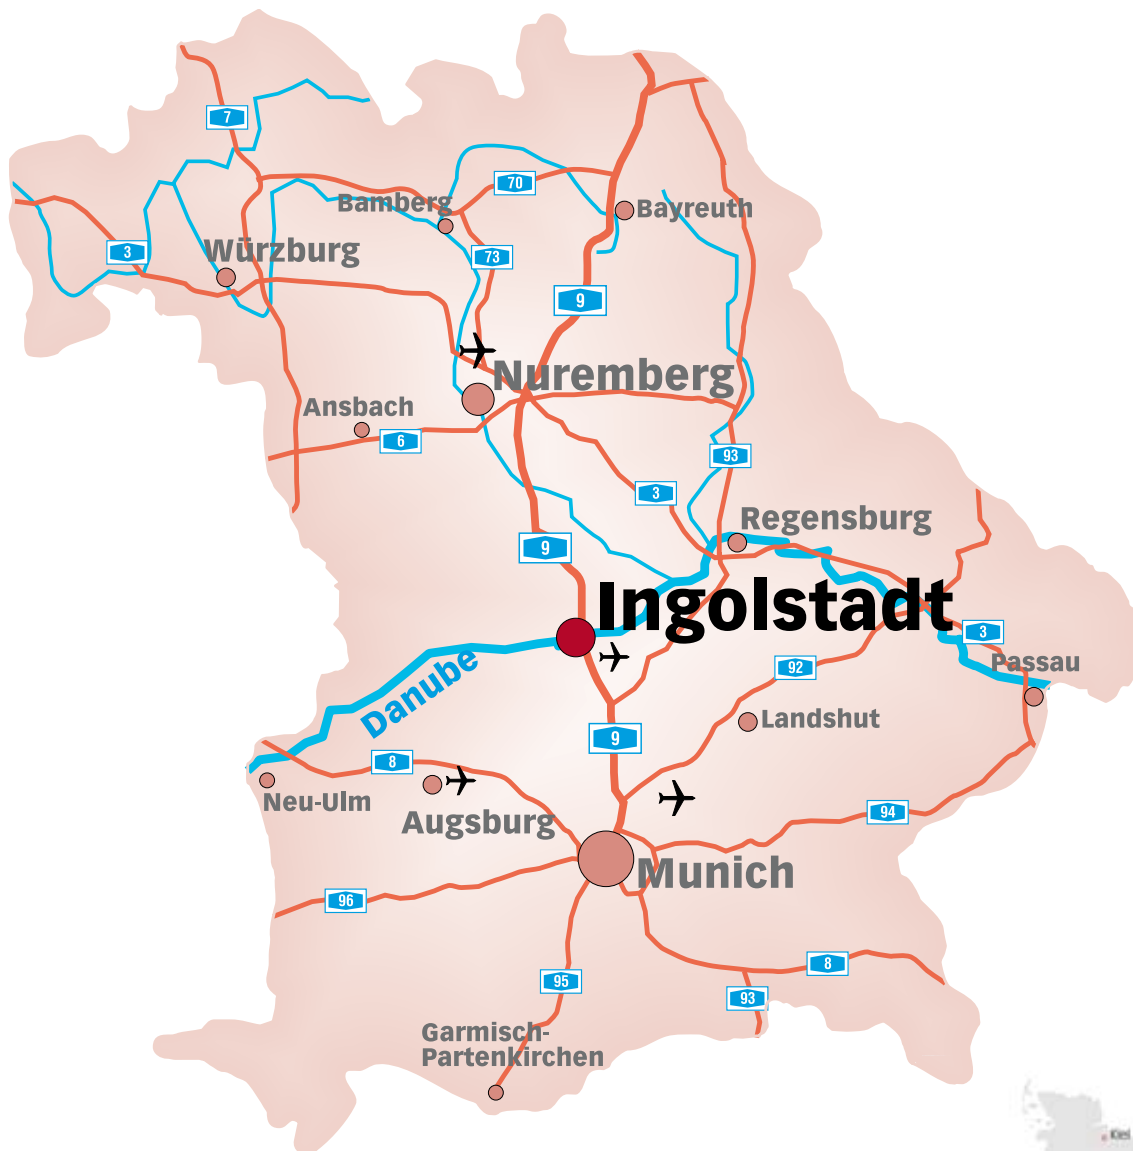 7
70
Bamberg
Bayreuth
3
Würzburg
73
9
Nuremberg
Ansbach
6
93
3
Regensburg
9
Ingolstadt
3
Passau
92
Danube
Landshut
9
8
Neu-Ulm
Augsburg
94
Munich
96
8
95
93
Garmisch-
Partenkirchen
Kiel